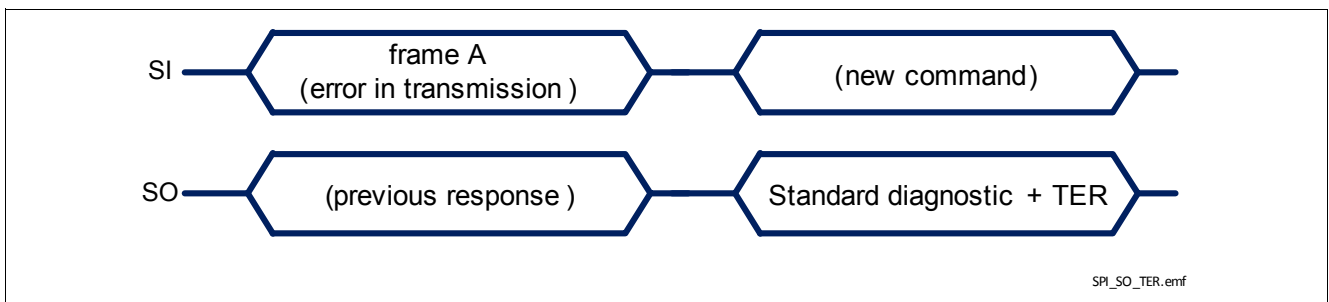 SI
frame A
(error in transmission )
(new command)
SO
(previous response )
Standard diagnostic + TER
SPI_SO_TER.emf